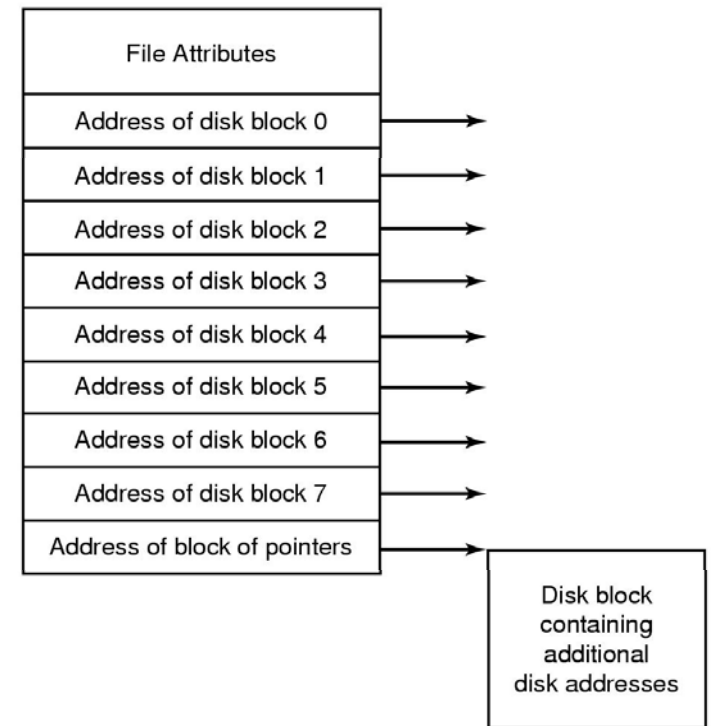 File Attributes
Address of disk block 0
Address of disk block 1
Address of disk block 2
Address of disk block 3
Address of disk block 4
Address of disk block 5
Address of disk block 6
Address of disk block 7
Address of block of pointers
Disk block
containing
additional
disk addresses